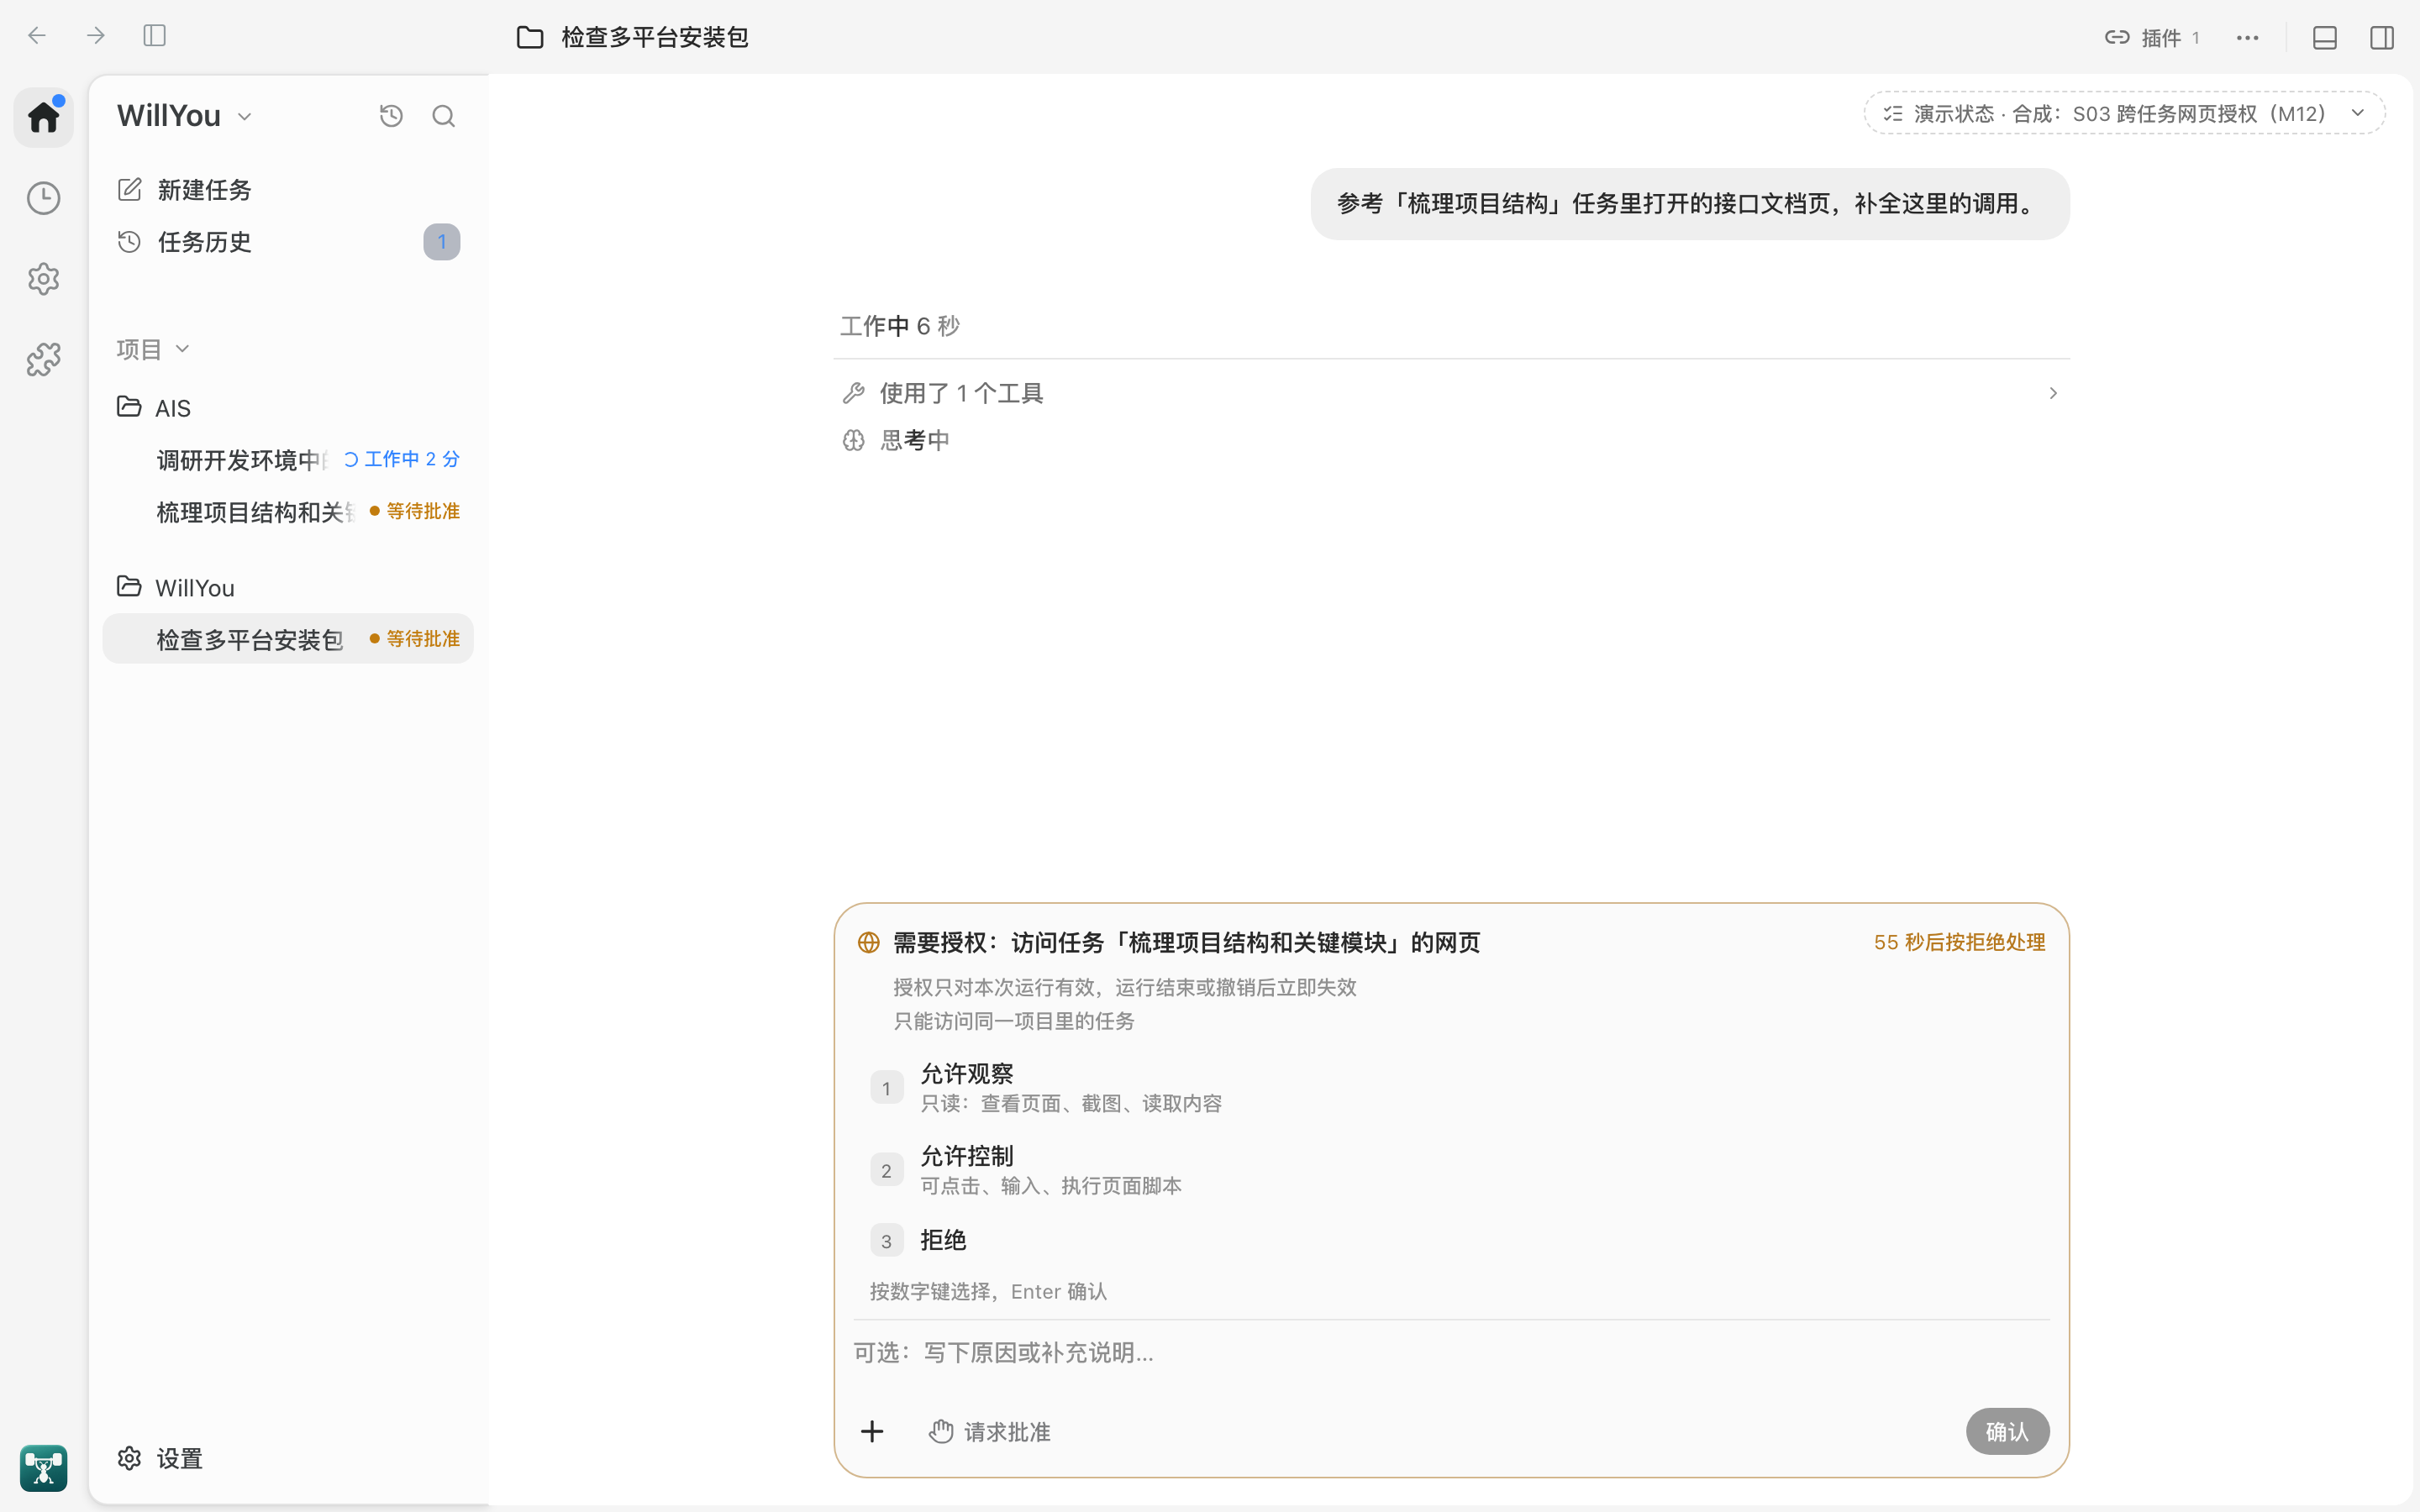 检查多平台安装包
插件 1
WillYou
新建任务
任务历史 1
项目
AIS
调研开发环境中
工作中 2 分
梳理项目结构和关
等待批准
WillYou
检查多平台安装包
等待批准
设置
演示状态 · 合成：S03 跨任务网页授权（M12）
参考「梳理项目结构」任务里打开的接口文档页，补全这里的调用。
工作中 6 秒
使用了 1 个工具
思考中
需要授权：访问任务「梳理项目结构和关键模块」的网页
55 秒后按拒绝处理
授权只对本次运行有效，运行结束或撤销后立即失效
只能访问同一项目里的任务
1 允许观察
只读：查看页面、截图、读取内容
2 允许控制
可点击、输入、执行页面脚本
3 拒绝
按数字键选择，Enter 确认
可选：写下原因或补充说明...
请求批准
确认